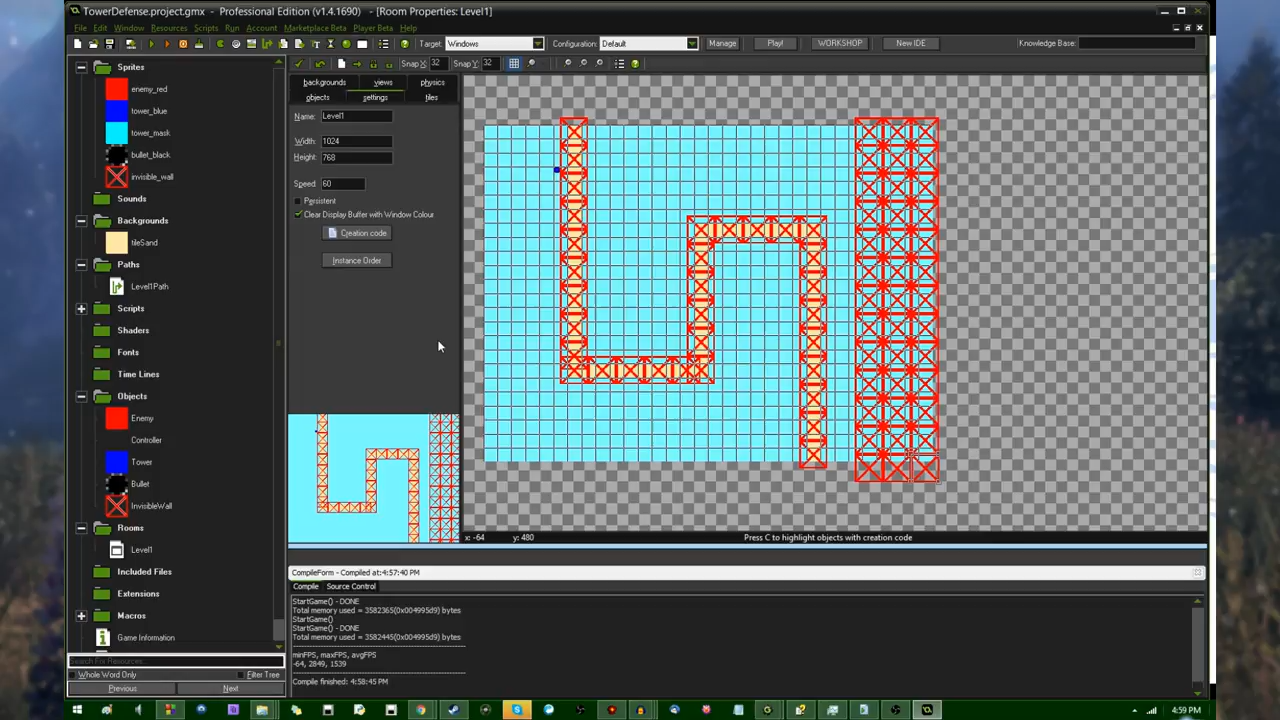 TowerDefense.project.gmx - Professional Edition (v1.4.1690) - [Room Properties: Level1]
File Edit Window Resources Scripts Run Account Marketplace Beta Player Beta Help
Target: Windows Configuration: Default Manage Play! WORKSHOP New IDE Knowledge Base:
Snap X 32 Snap Y: 32
Sprites
enemy_red
tower_blue
tower_mask
bullet_black
invisible_wall
Sounds
Backgrounds
tileSand
Paths
Level1Path
Scripts
Shaders
Fonts
Time Lines
Objects
Enemy
Controller
Tower
Bullet
InvisibleWall
Rooms
Level1
Included Files
Extensions
Macros
Game Information
Search For Resources...
Whole Word Only Filter Tree
Previous Next
backgrounds views physics
objects settings tiles
Name: Level1
Width: 1024
Height: 768
Speed: 60
Persistent
Clear Display Buffer with Window Colour
Creation code
Instance Order
x: -64 y: 480 Press C to highlight objects with creation code
CompileForm - Compiled at:4:57:40 PM
Compile Source Control
StartGame() - DONE
Total memory used = 3582365(0x004995d9) bytes
StartGame()
StartGame() - DONE
Total memory used = 3582445(0x004995d9) bytes
minFPS, maxFPS, avgFPS
-64, 2849, 1539
Compile finished: 4:58:45 PM
4:59 PM